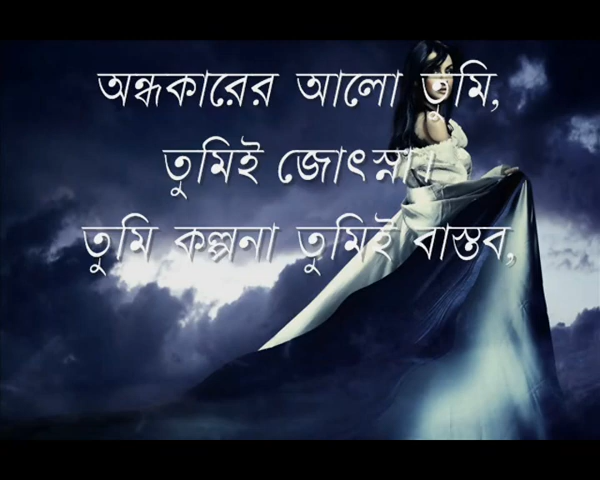 অন্ধকারের আলো তুমি,
তুমিই জোৎস্না।
তুমি কল্পনা তুমিই বাস্তব,